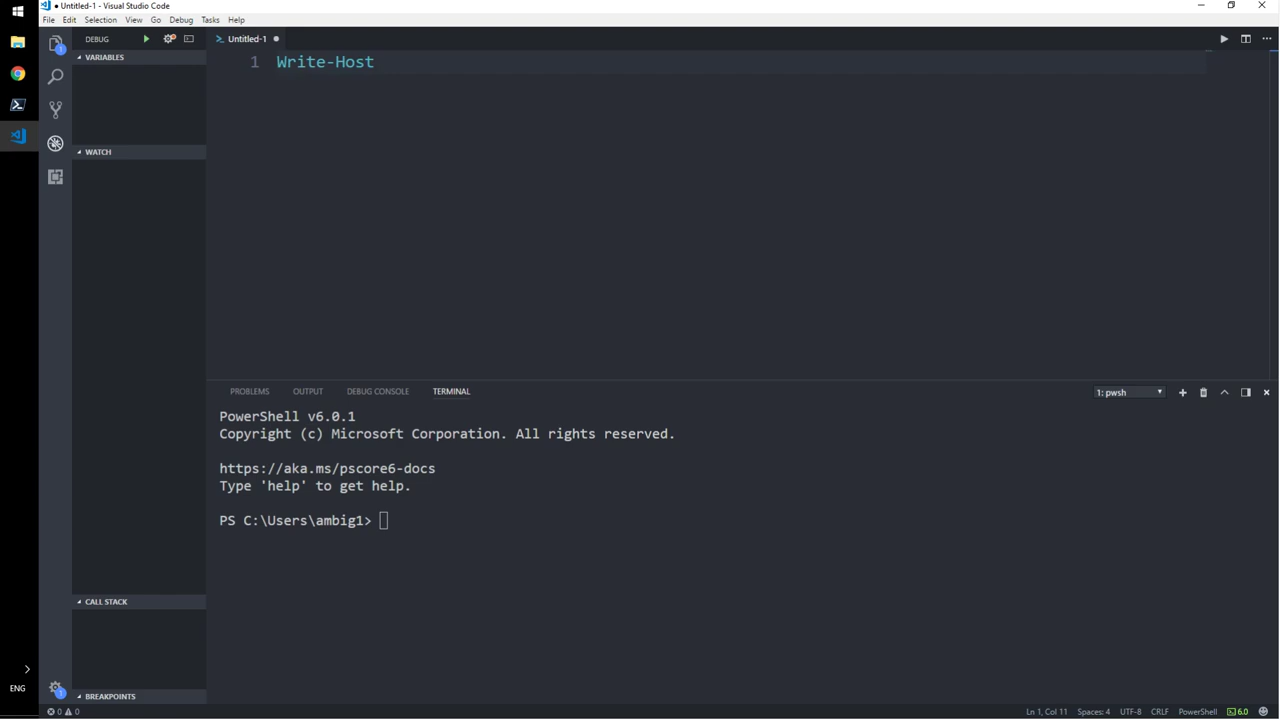 ● Untitled-1 - Visual Studio Code
File Edit Selection View Go Debug Tasks Help
DEBUG
Untitled-1
VARIABLES
1 Write-Host
1
WATCH
PROBLEMS OUTPUT DEBUG CONSOLE TERMINAL
1: pwsh
PowerShell v6.0.1
Copyright (c) Microsoft Corporation. All rights reserved.
https://aka.ms/pscore6-docs
Type 'help' to get help.
PS C:\Users\ambig1>
CALL STACK
ENG
1
BREAKPOINTS
0 0
Ln 1, Col 11 Spaces: 4 UTF-8 CRLF PowerShell 6.0